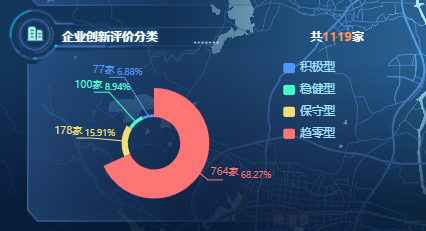 企业创新评价分类
共1119家
77家 6.88%
100家 8.94%
178家 15.91%
764家 68.27%
积极型
稳健型
保守型
趋零型